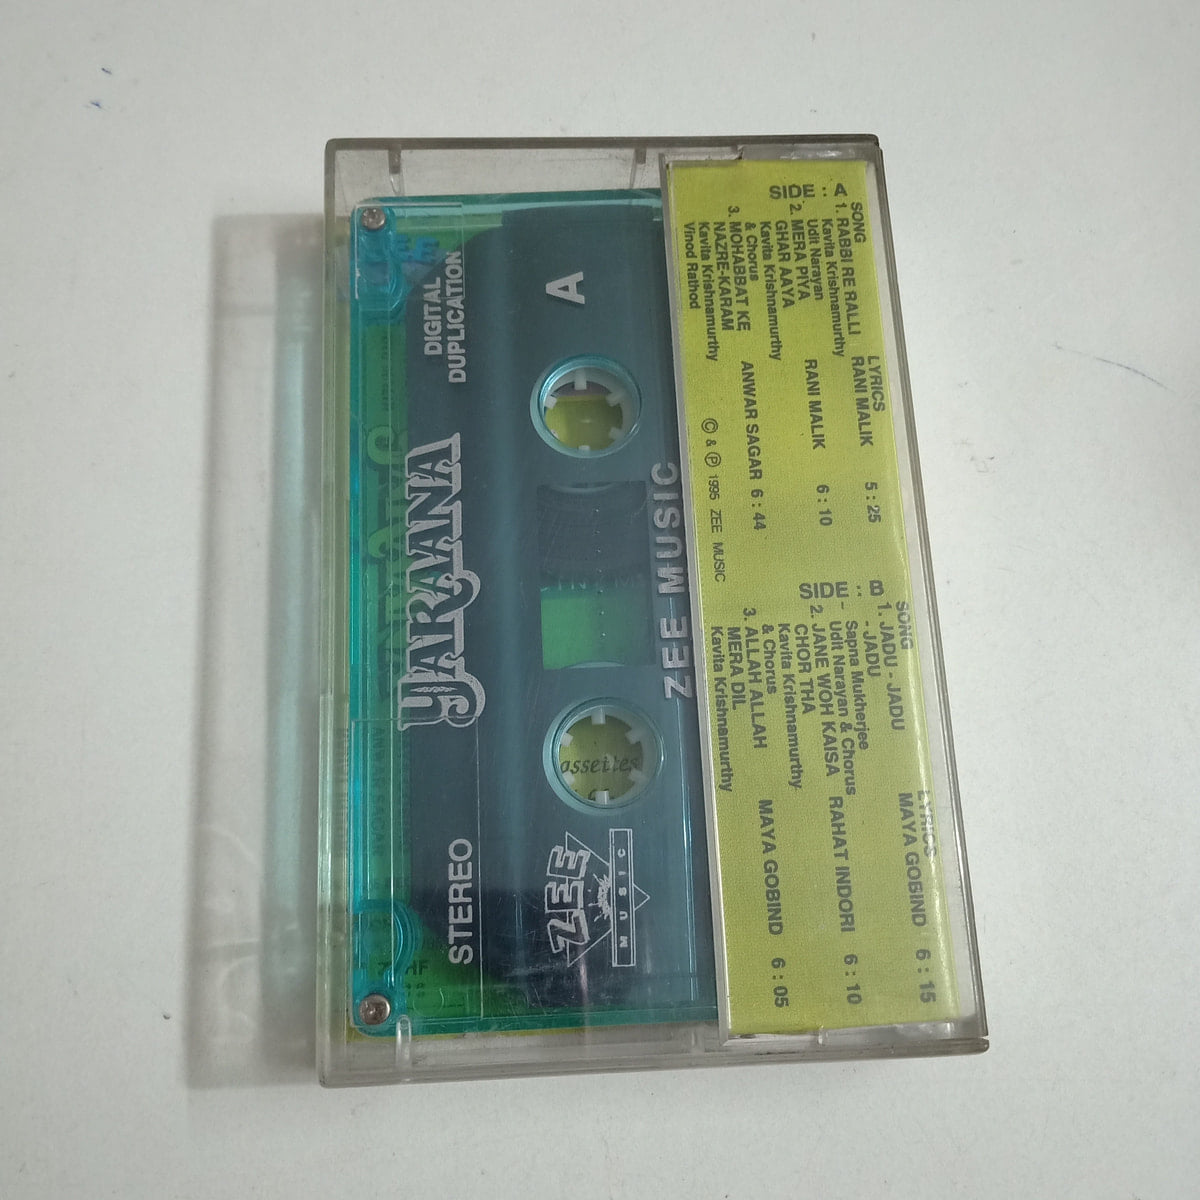 SIDE : A
SONG LYRICS
1. RABBI RE RALLI RANI MALIK 5 : 25
Kavita Krishnamurthy
Udit Narayan
2. MERA PIYA RANI MALIK 6 : 10
GHAR AAYA
Kavita Krishnamurthy
& Chorus
3. MOHABBAT KE ANWAR SAGAR 6 : 44
NAZRE-KARAM
Kavita Krishnamurthy
Vinod Rathod
© & ℗ 1995 ZEE MUSIC
SIDE - : B
SONG LYRICS
1. JADU - JADU MAYA GOBIND 6 : 15
- JADU
Sapna Mukherjee
Udit Narayan & Chorus
2. JANE WOH KAISA RAHAT INDORI 6 : 10
CHOR THA
Kavita Krishnamurthy
& Chorus
3. ALLAH ALLAH MAYA GOBIND 6 : 05
MERA DIL
Kavita Krishnamurthy
ZEE MUSIC
A
ZEE
MUSIC
DIGITAL
DUPLICATION
YARAANA
STEREO